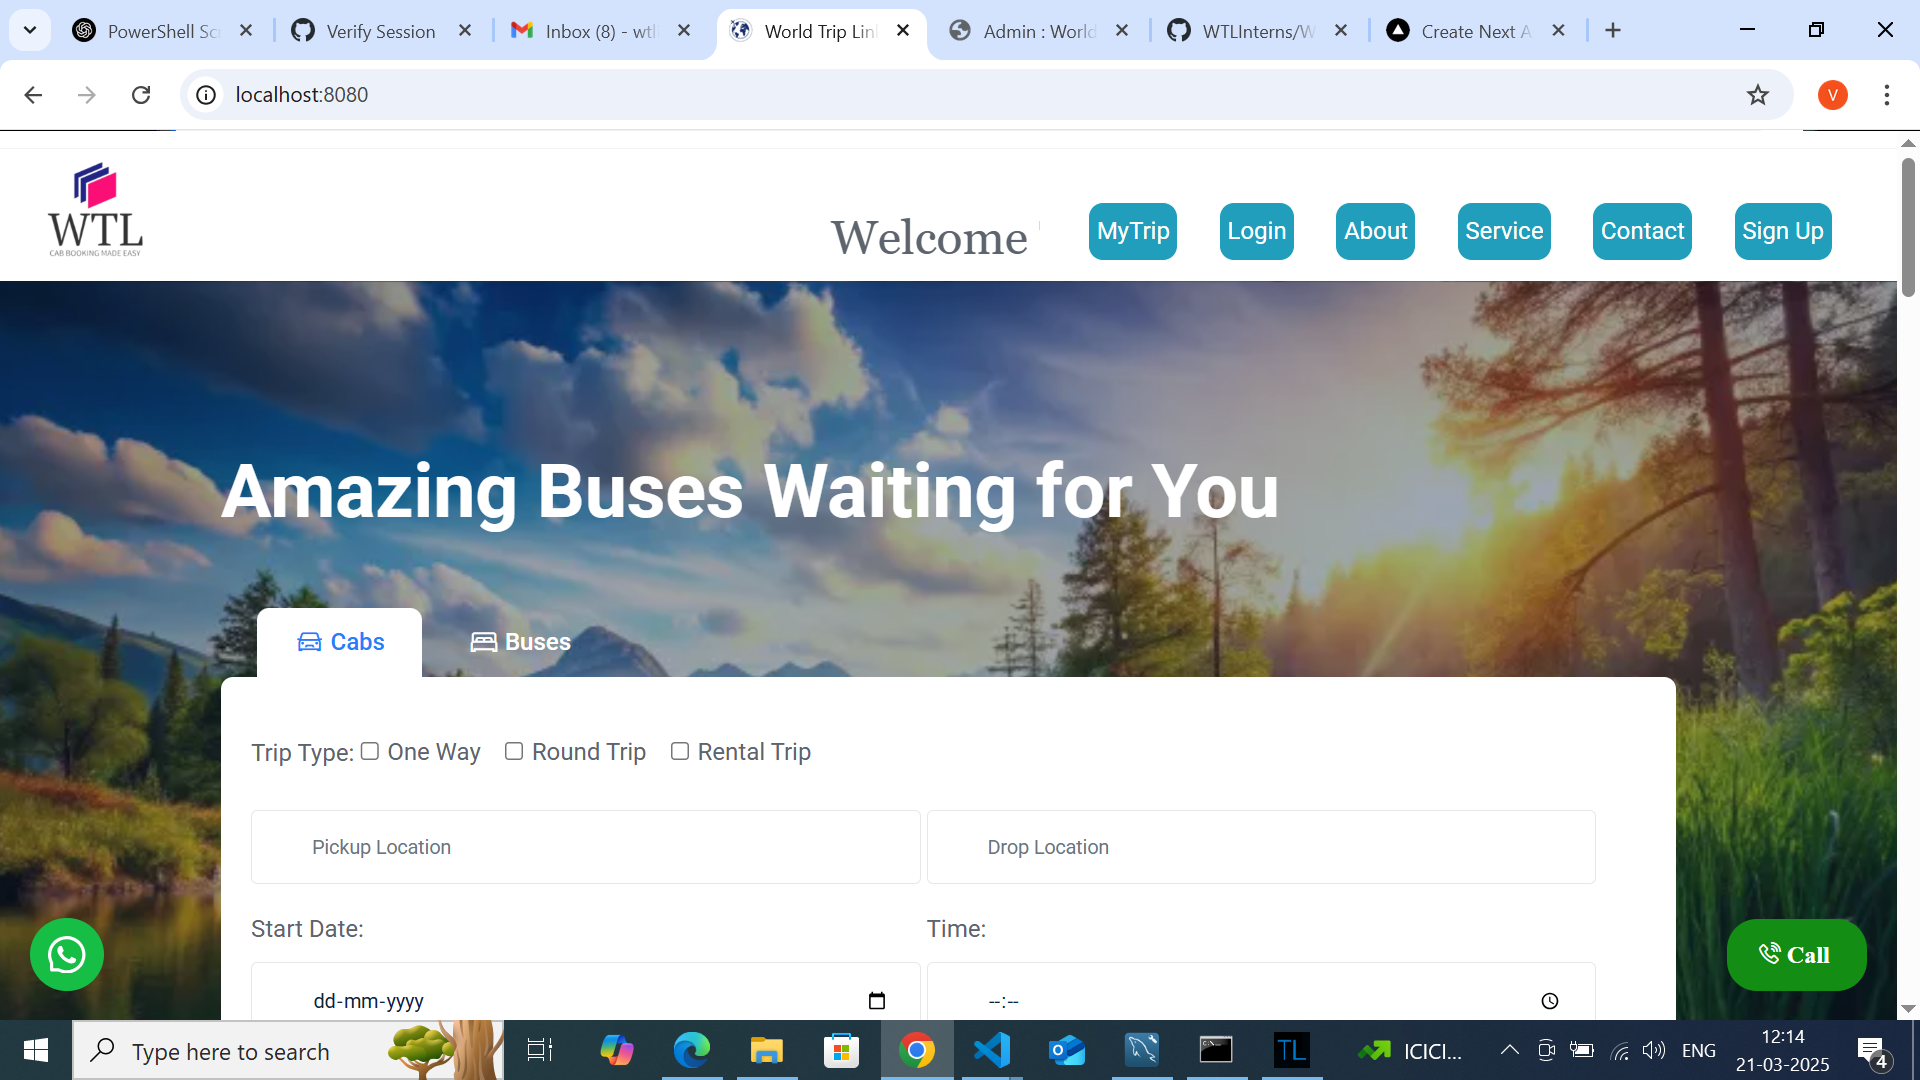 PowerShell Sc
Verify Session
Inbox (8) - wtl
World Trip Lin
Admin : World
WTLInterns/W
Create Next A
localhost:8080
V
WTL
CAB BOOKING MADE EASY
Welcome
MyTrip
Login
About
Service
Contact
Sign Up
Amazing Buses Waiting for You
Cabs
Buses
Trip Type:
One Way
Round Trip
Rental Trip
Pickup Location
Drop Location
Start Date:
Time:
dd-mm-yyyy
--:--
Call
Type here to search
TL
ICICI...
ENG
12:14
21-03-2025
4